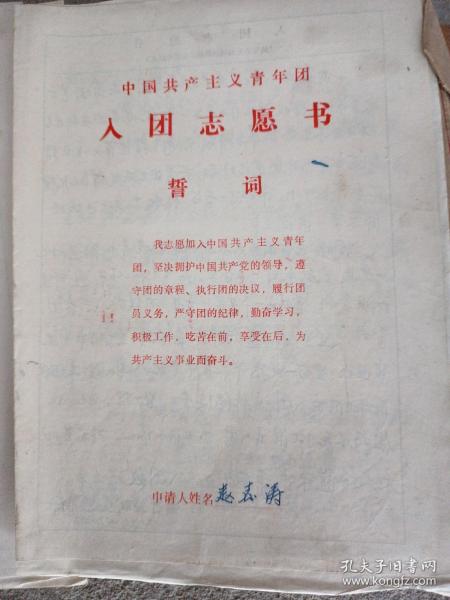 中国共产主义青年团
入团志愿书
誓词
我志愿加入中国共产主义青年
团，坚决拥护中国共产党的领导，遵
守团的章程、执行团的决议，履行团
员义务，严守团的纪律，勤奋学习，
积极工作，吃苦在前，享受在后，为
共产主义事业而奋斗。
申请人姓名 赵春涛
孔夫子旧书网
www.kongfz.com